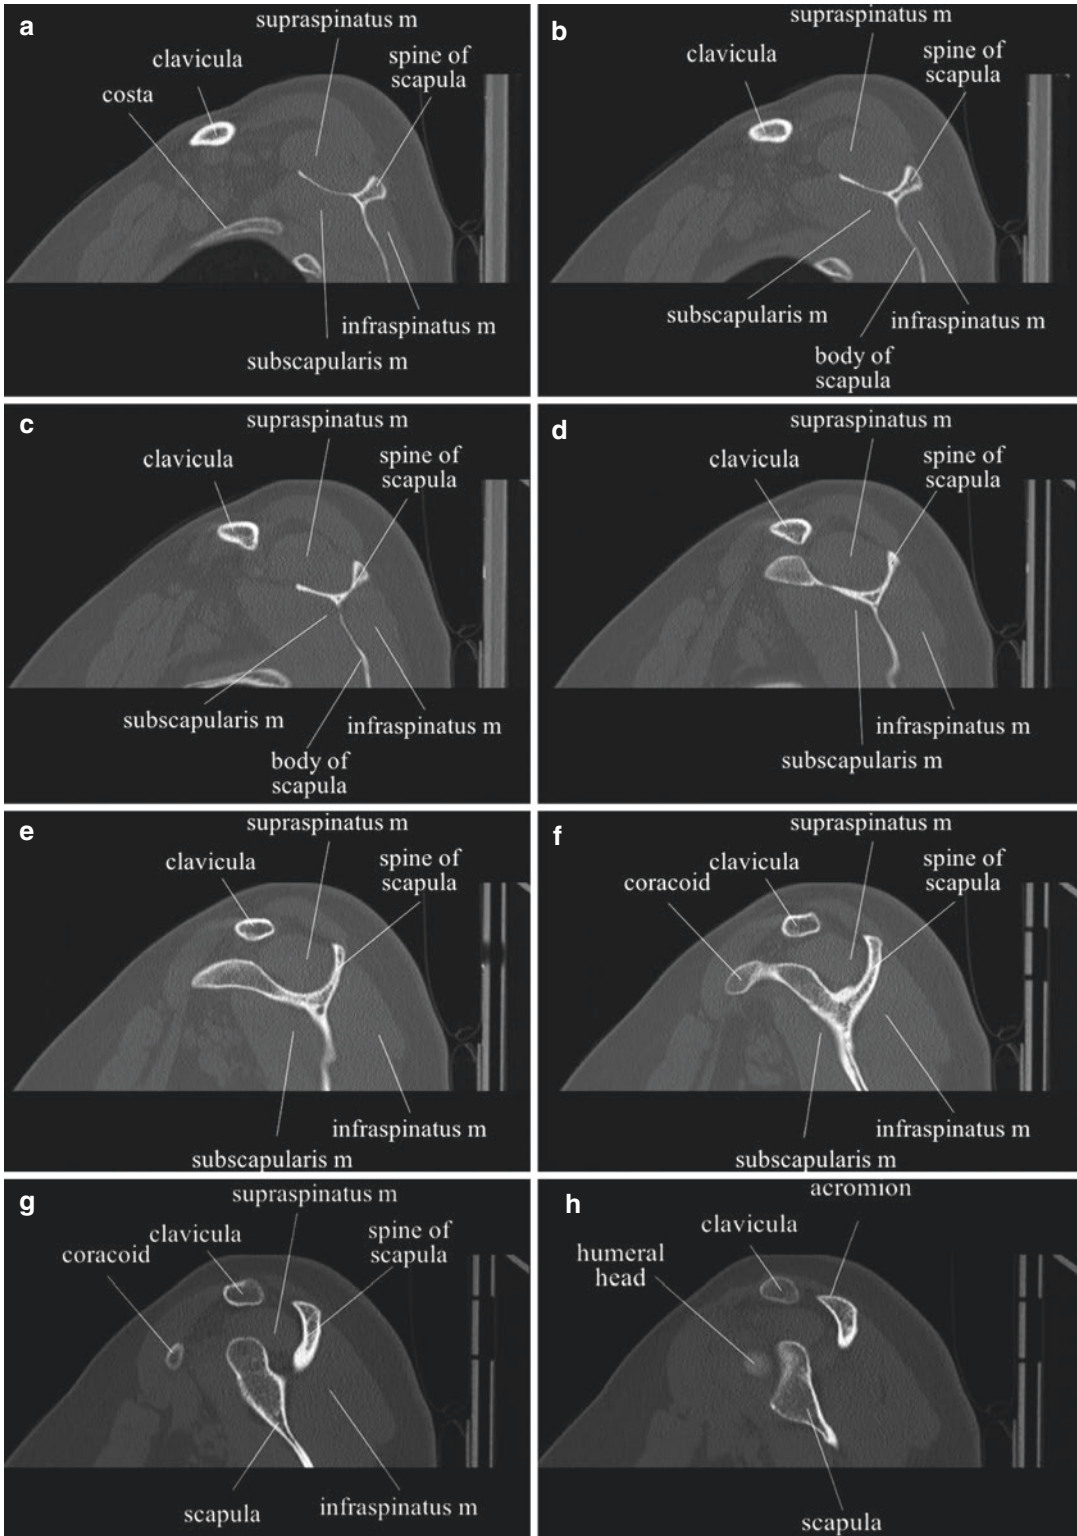 a
supraspinatus m
clavicula
spine of
scapula
costa
infraspinatus m
subscapularis m
b
supraspinatus m
clavicula
spine of
scapula
subscapularis m
infraspinatus m
body of
scapula
c
supraspinatus m
clavicula
spine of
scapula
subscapularis m
infraspinatus m
body of
scapula
d
supraspinatus m
clavicula
spine of
scapula
infraspinatus m
subscapularis m
e
supraspinatus m
clavicula
spine of
scapula
infraspinatus m
subscapularis m
f
supraspinatus m
clavicula
spine of
scapula
coracoid
infraspinatus m
subscapularis m
g
supraspinatus m
clavicula
spine of
scapula
coracoid
scapula
infraspinatus m
h
acromion
clavicula
humeral
head
scapula